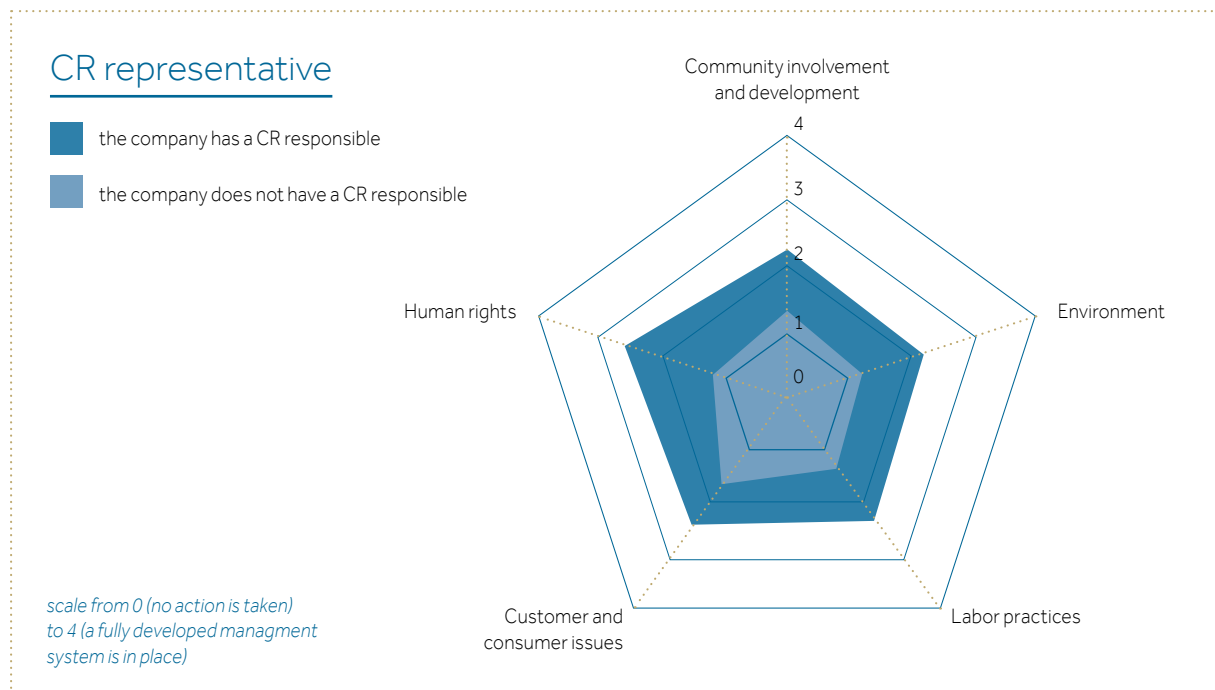 CR representative
the company has a CR responsible
the company does not have a CR responsible
Community involvement
and development
4
3
2
1
0
Human rights
Environment
Customer and
consumer issues
Labor practices
scale from 0 (no action is taken)
to 4 (a fully developed managment
system is in place)